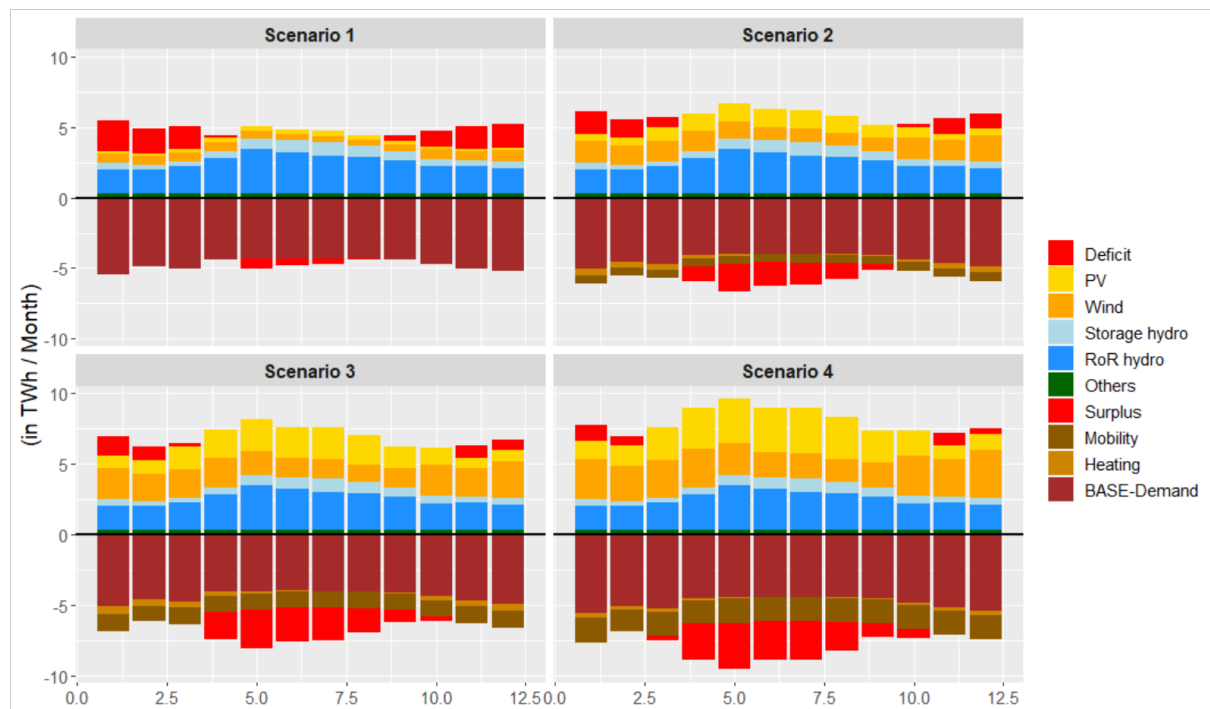 Scenario 1
Scenario 2
10
5
0
-5
-10
Scenario 3
Scenario 4
10
5
0
-5
-10
0.0 2.5 5.0 7.5 10.0 12.5 0.0 2.5 5.0 7.5 10.0 12.5
(in TWh / Month)
Deficit
PV
Wind
Storage hydro
RoR hydro
Others
Surplus
Mobility
Heating
BASE-Demand